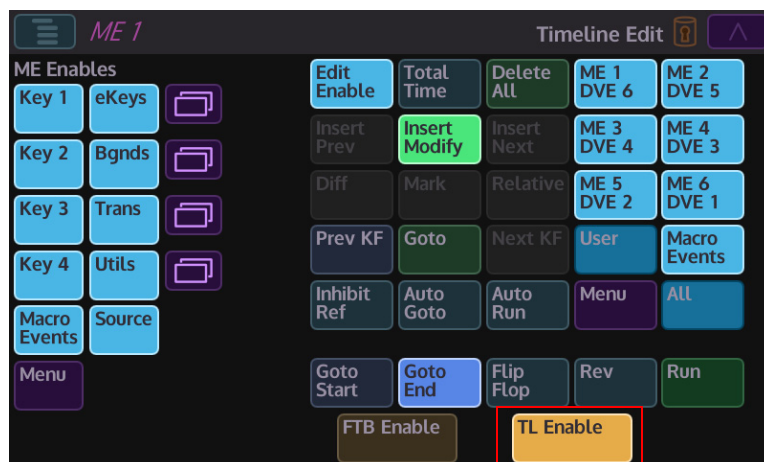 ME 1
Timeline Edit
ME Enables
Key 1
eKeys
Key 2
Bgnds
Key 3
Trans
Key 4
Utils
Macro
Events
Source
Menu
Edit
Enable
Total
Time
Delete
All
ME 1
DVE 6
ME 2
DVE 5
Insert
Prev
Insert
Modify
Insert
Next
ME 3
DVE 4
ME 4
DVE 3
Diff
Mark
Relative
ME 5
DVE 2
ME 6
DVE 1
Prev KF
Goto
Next KF
User
Macro
Events
Inhibit
Ref
Auto
Goto
Auto
Run
Menu
All
Goto
Start
Goto
End
Flip
Flop
Rev
Run
FTB Enable
TL Enable